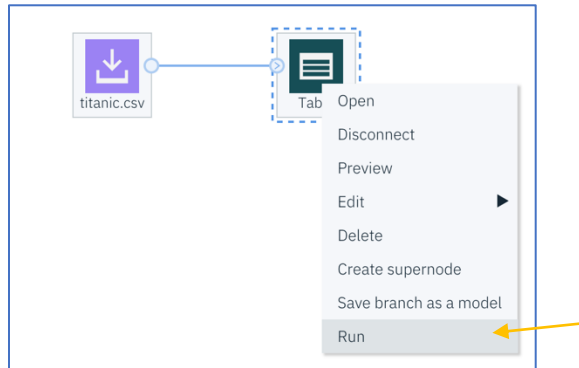 titanic.csv
Tab
Open
Disconnect
Preview
Edit
Delete
Create supernode
Save branch as a model
Run